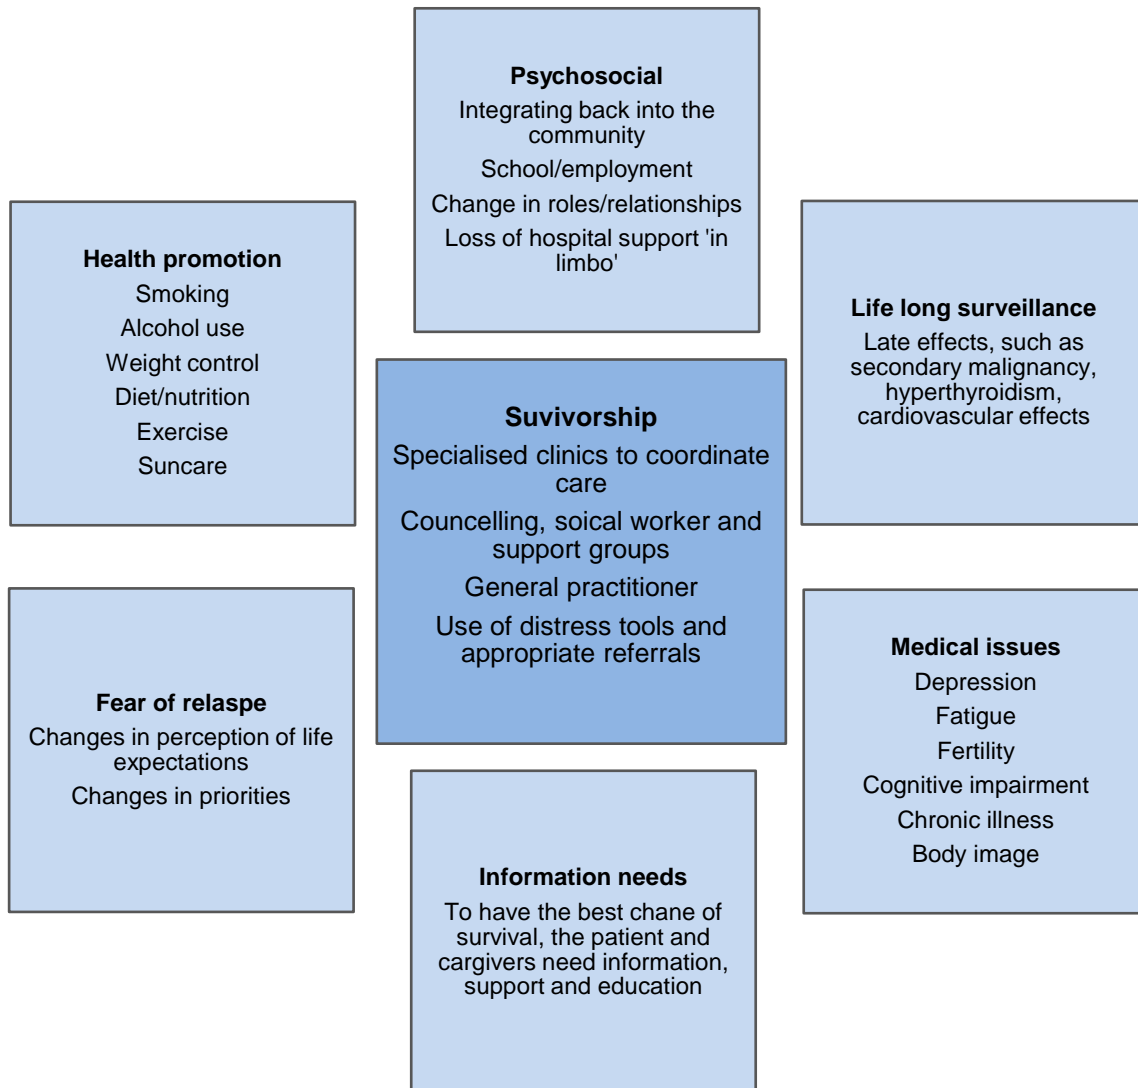 Psychosocial
Integrating back into the
community
School/employment
Change in roles/relationships
Loss of hospital support 'in
limbo'
Health promotion
Smoking
Alcohol use
Weight control
Diet/nutrition
Exercise
Suncare
Life long surveillance
Late effects, such as
secondary malignancy,
hyperthyroidism,
cardiovascular effects
Suvivorship
Specialised clinics to coordinate
care
Councelling, soical worker and
support groups
General practitioner
Use of distress tools and
appropriate referrals
Fear of relaspe
Changes in perception of life
expectations
Changes in priorities
Medical issues
Depression
Fatigue
Fertility
Cognitive impairment
Chronic illness
Body image
Information needs
To have the best chane of
survival, the patient and
cargivers need information,
support and education